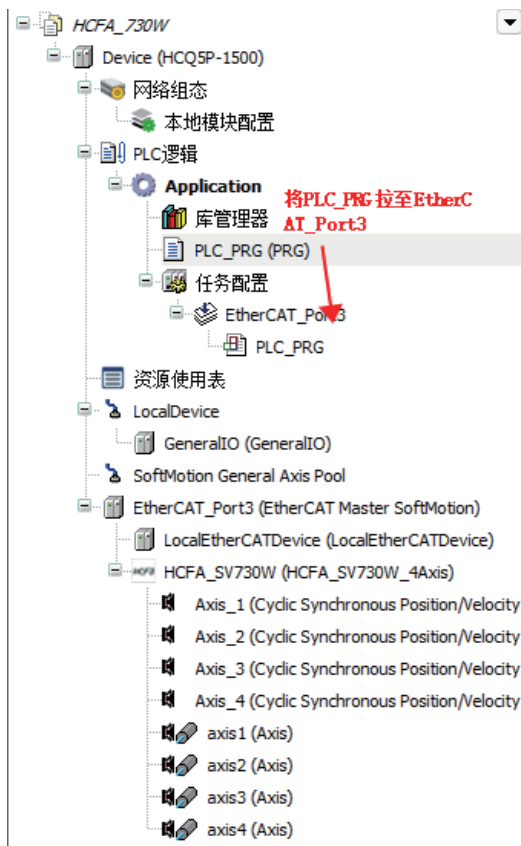 HCFA_730W
Device (HCQ5P-1500)
网络组态
本地模块配置
PLC逻辑
Application
将PLC_PRG拉至EtherC
AT_Port3
库管理器
PLC_PRG (PRG)
任务配置
EtherCAT_Port3
PLC_PRG
资源使用表
LocalDevice
GeneralIO (GeneralIO)
SoftMotion General Axis Pool
EtherCAT_Port3 (EtherCAT Master SoftMotion)
LocalEtherCATDevice (LocalEtherCATDevice)
HCFA HCFA_SV730W (HCFA_SV730W_4Axis)
Axis_1 (Cyclic Synchronous Position/Velocity
Axis_2 (Cyclic Synchronous Position/Velocity
Axis_3 (Cyclic Synchronous Position/Velocity
Axis_4 (Cyclic Synchronous Position/Velocity
axis1 (Axis)
axis2 (Axis)
axis3 (Axis)
axis4 (Axis)